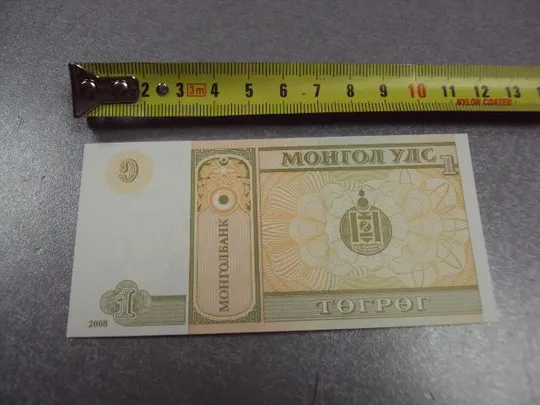 2 3 3m 4 5 6 7 8 9 10 11 12 13
NYLON COATED
МОНГОЛ УЛС
1
МОНГОЛБАНК
ТӨГРӨГ
2008
1